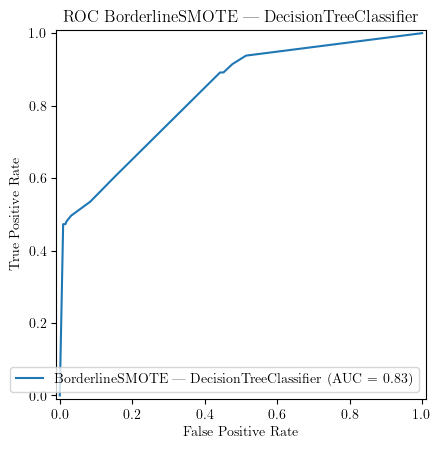 ROC BorderlineSMOTE — DecisionTreeClassifier
1.0
0.8
0.6
0.4
0.2
0.0
True Positive Rate
BorderlineSMOTE — DecisionTreeClassifier (AUC = 0.83)
0.0 0.2 0.4 0.6 0.8 1.0
False Positive Rate